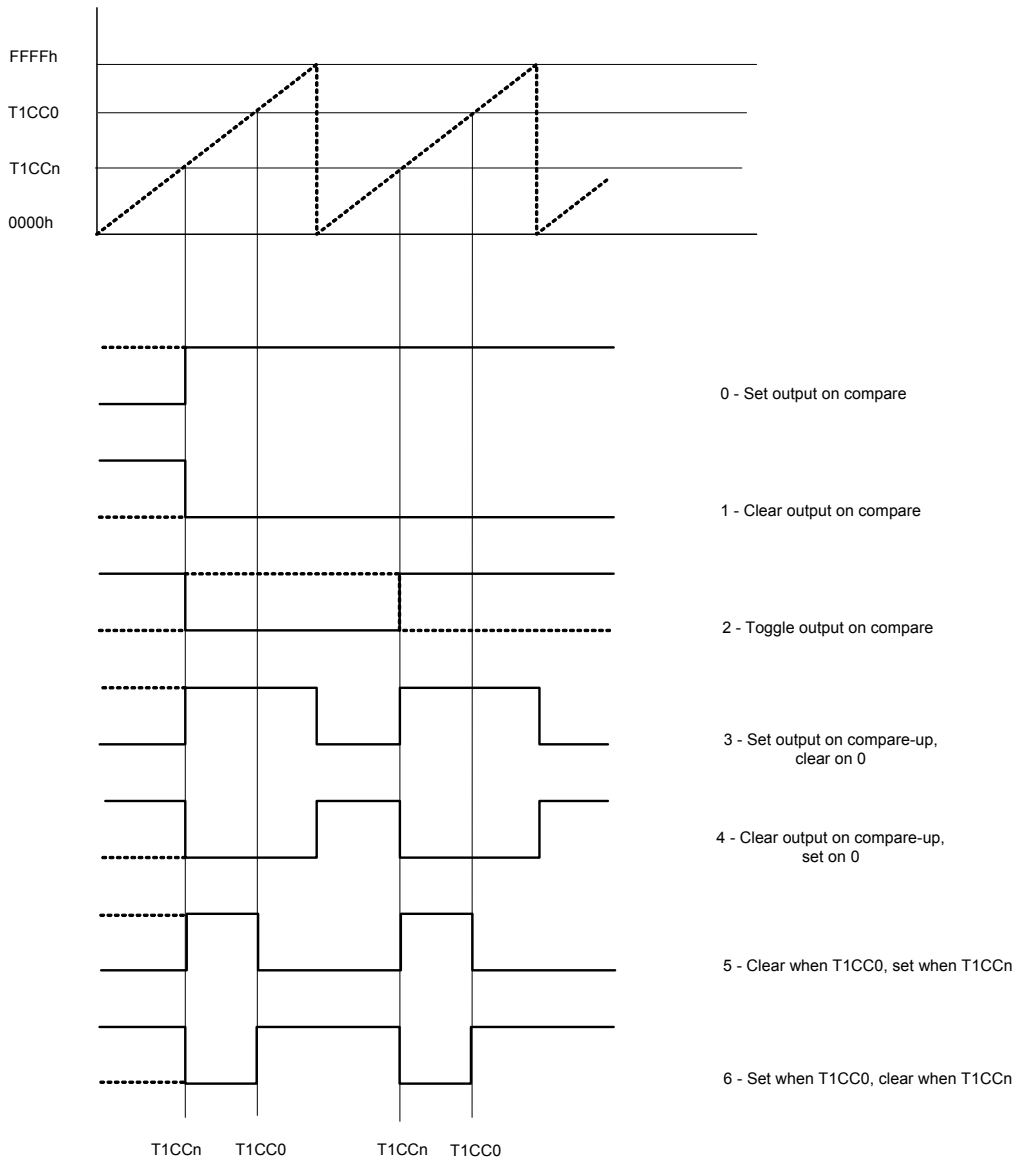 FFFFh
T1CC0
T1CCn
0000h
0 - Set output on compare
1 - Clear output on compare
2 - Toggle output on compare
3 - Set output on compare-up,
clear on 0
4 - Clear output on compare-up,
set on 0
5 - Clear when T1CC0, set when T1CCn
6 - Set when T1CC0, clear when T1CCn
T1CCn T1CC0 T1CCn T1CC0